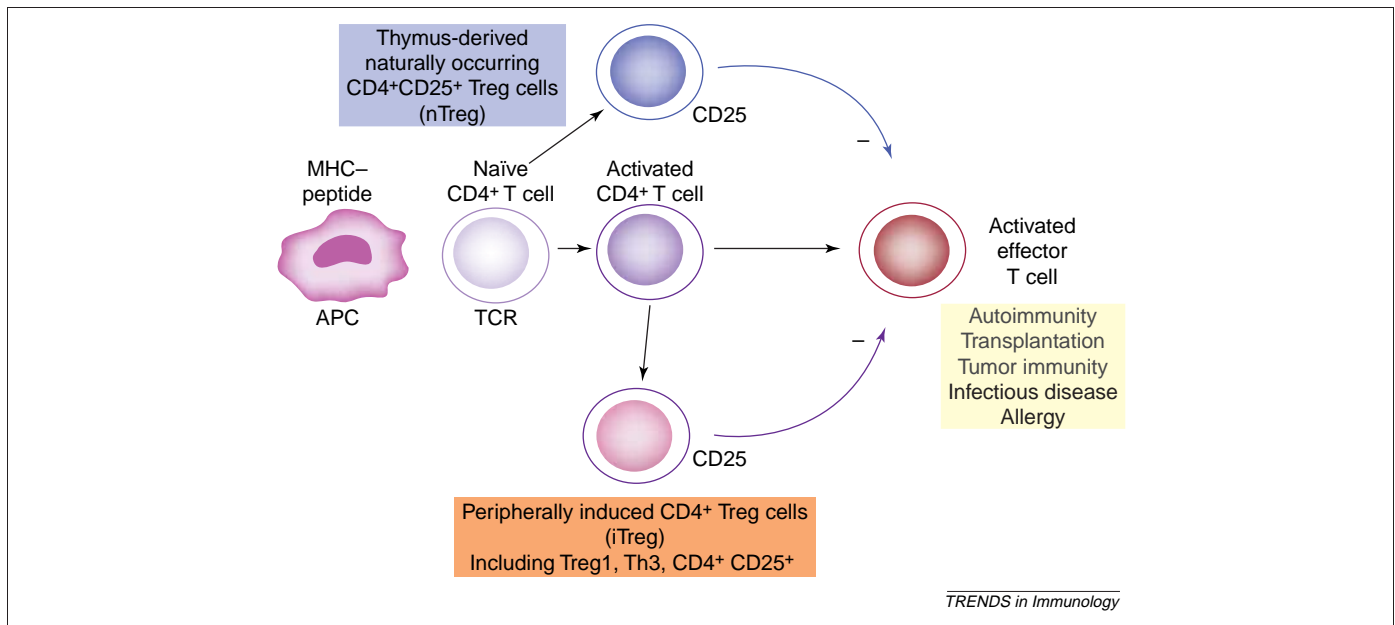 Thymus-derived
naturally occurring
CD4⁺CD25⁺ Treg cells
(nTreg)
CD25
–
MHC–
peptide
Naïve
CD4⁺ T cell
Activated
CD4⁺ T cell
Activated
effector
T cell
APC
TCR
Autoimmunity
Transplantation
Tumor immunity
Infectious disease
Allergy
–
CD25
Peripherally induced CD4⁺ Treg cells
(iTreg)
Including Treg1, Th3, CD4⁺ CD25⁺
TRENDS in Immunology